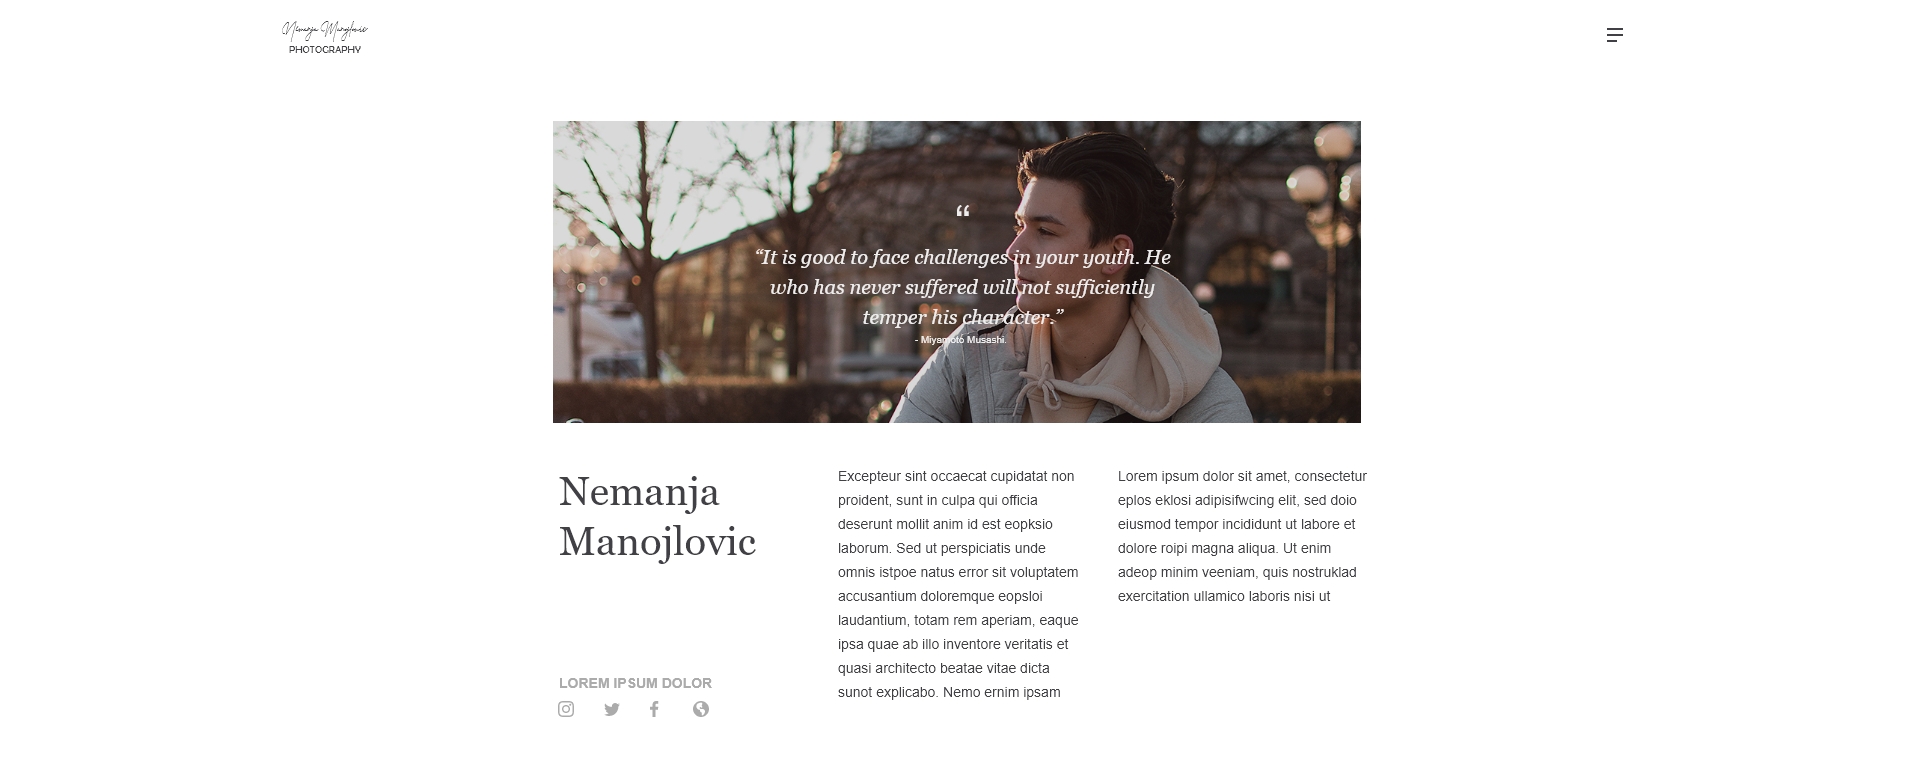 Nemanja Manojlovic
PHOTOGRAPHY
“
“It is good to face challenges in your youth. He
who has never suffered will not sufficiently
temper his character.”
- Miyamoto Musashi.
Nemanja
Manojlovic
LOREM IPSUM DOLOR
Excepteur sint occaecat cupidatat non
proident, sunt in culpa qui officia
deserunt mollit anim id est eopksio
laborum. Sed ut perspiciatis unde
omnis istpoe natus error sit voluptatem
accusantium doloremque eopsloi
laudantium, totam rem aperiam, eaque
ipsa quae ab illo inventore veritatis et
quasi architecto beatae vitae dicta
sunot explicabo. Nemo ernim ipsam
Lorem ipsum dolor sit amet, consectetur
eplos eklosi adipisifwcing elit, sed doio
eiusmod tempor incididunt ut labore et
dolore roipi magna aliqua. Ut enim
adeop minim veeniam, quis nostruklad
exercitation ullamico laboris nisi ut